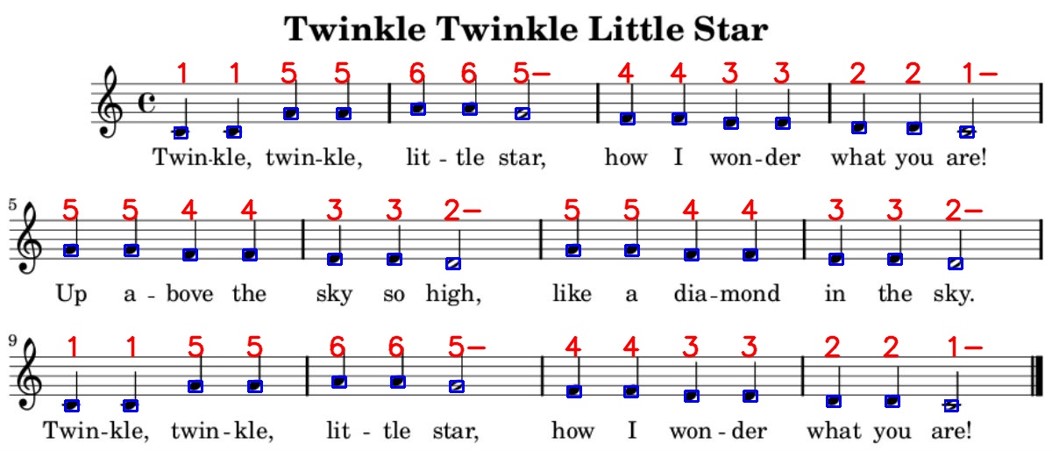 Twinkle Twinkle Little Star
1 1 5 5 6 6 5– 4 4 3 3 2 2 1–
Twin-kle, twin-kle, lit - tle star, how I won-der what you are!
5 5 5 4 4 3 3 2– 5 5 4 4 3 3 2–
Up a - bove the sky so high, like a dia-mond in the sky.
9 1 1 5 5 6 6 5– 4 4 3 3 2 2 1–
Twin-kle, twin-kle, lit - tle star, how I won-der what you are!